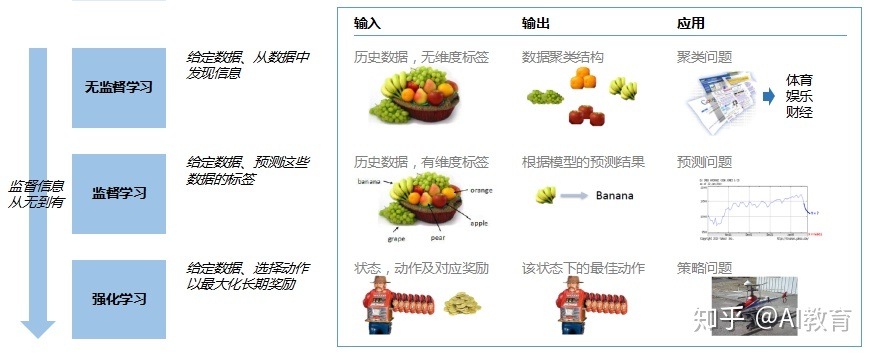 输入
输出
应用
无监督学习
给定数据、从数据中
发现信息
历史数据，无维度标签
数据聚类结构
聚类问题
体育
娱乐
财经
监督信息
从无到有
监督学习
给定数据、预测这些
数据的标签
历史数据，有维度标签
banana
orange
apple
pear
grape
根据模型的预测结果
Banana
预测问题
强化学习
给定数据、选择动作
以最大化长期奖励
状态，动作及对应奖励
该状态下的最佳动作
策略问题
知乎 @AI教育